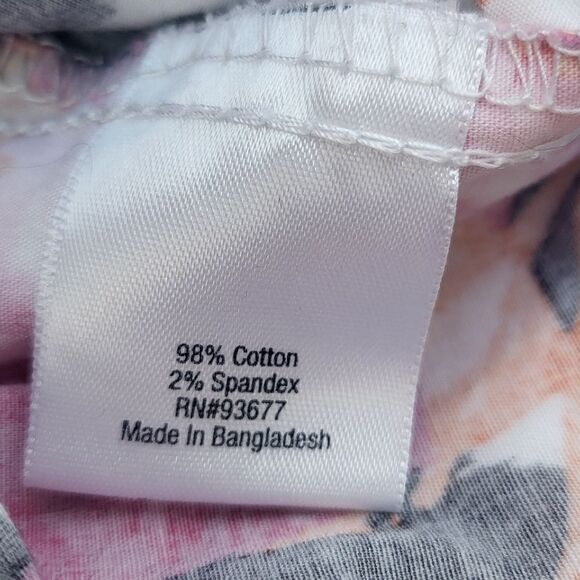 98% Cotton
2% Spandex
RN#93677
Made In Bangladesh